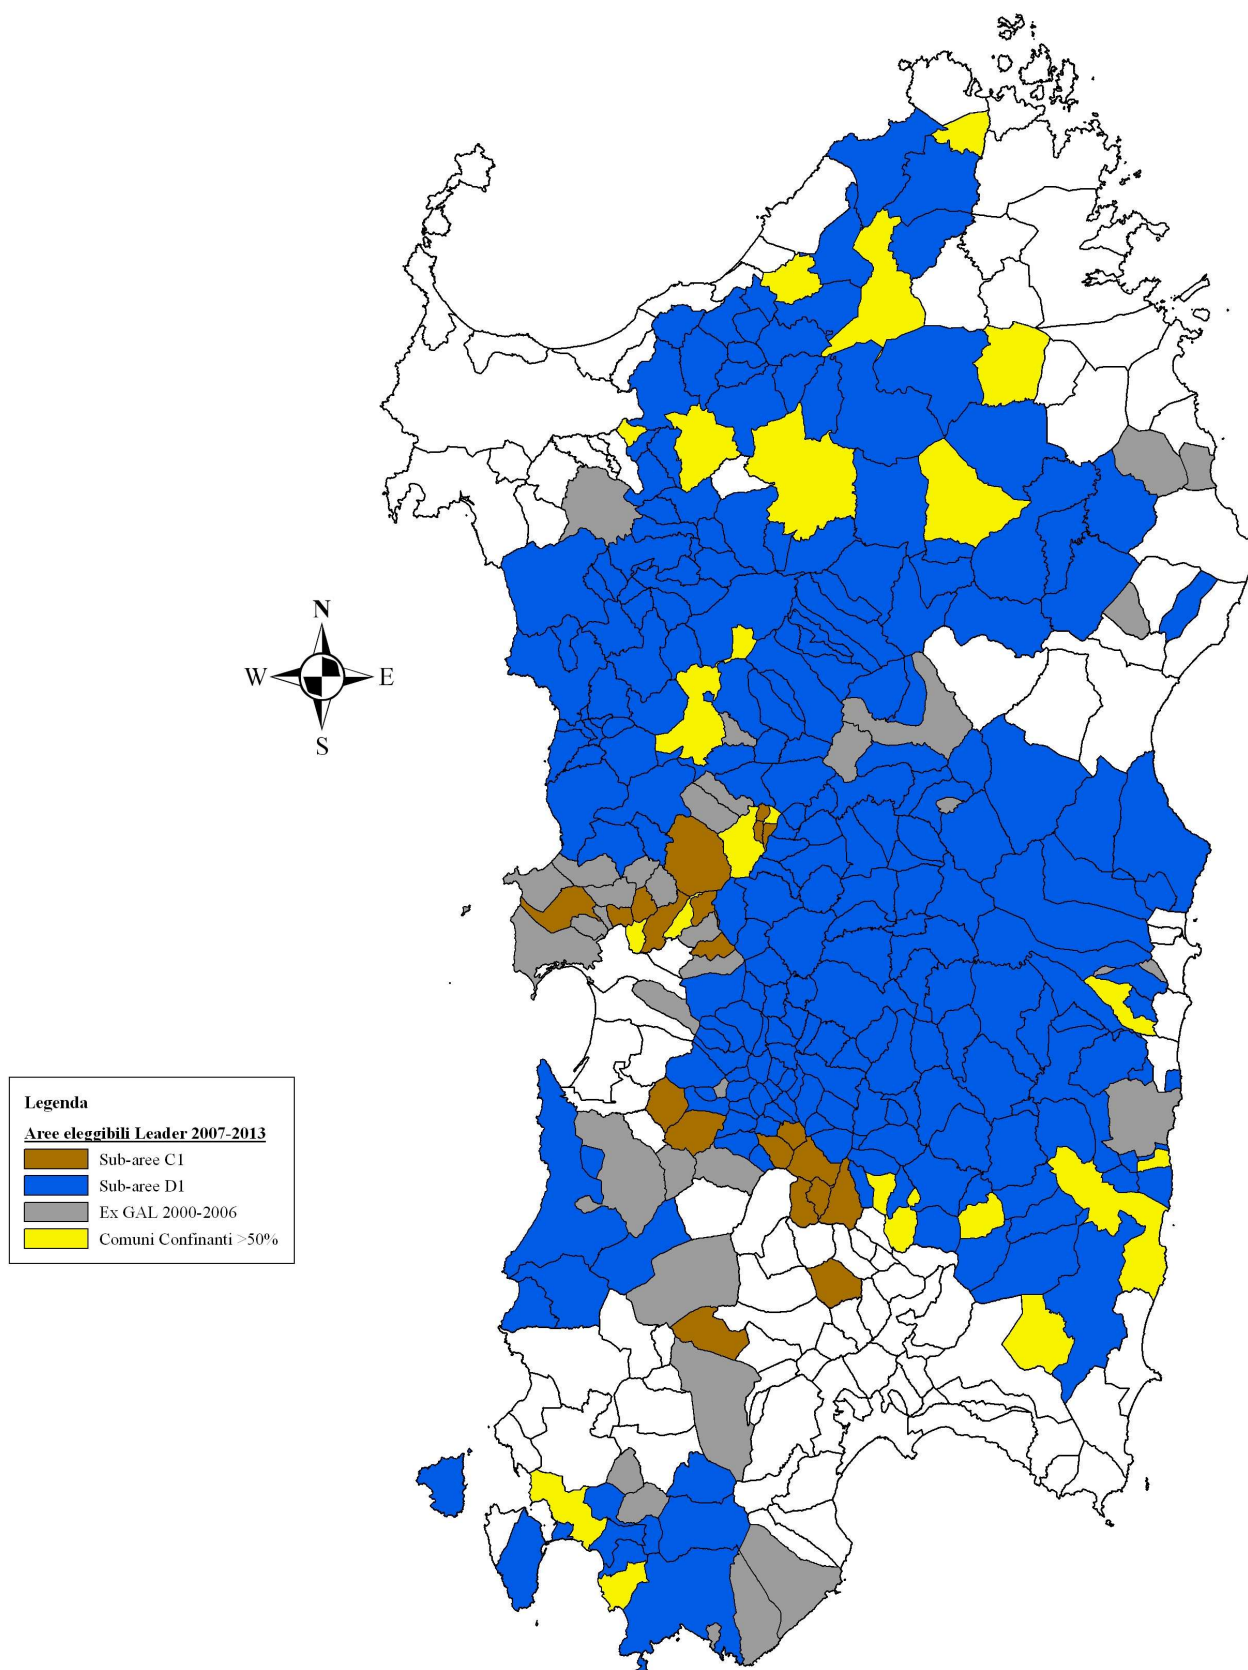 N
W
E
S
Legenda
Aree eleggibili Leader 2007-2013
Sub-aree C1
Sub-aree D1
Ex GAL 2000-2006
Comuni Confinanti >50%